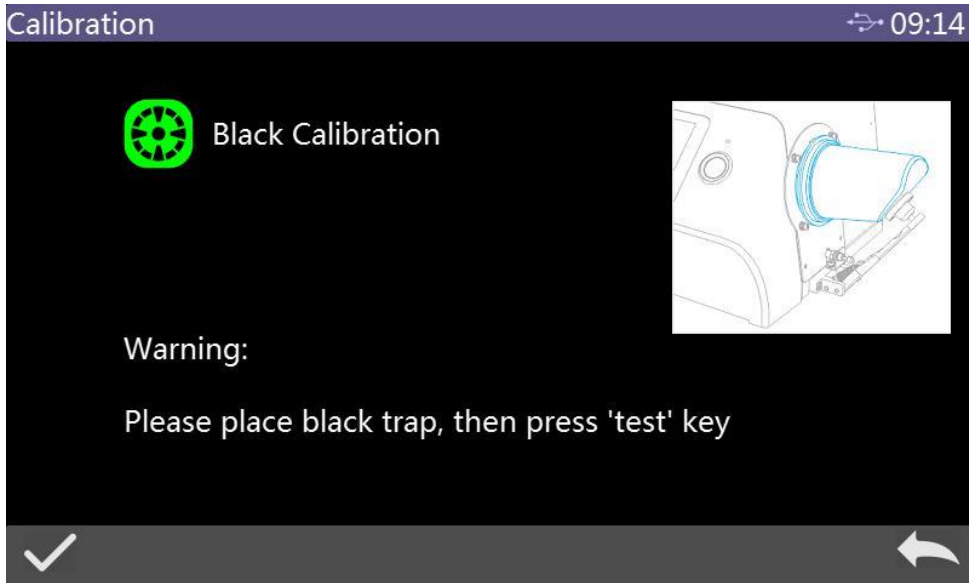 Calibration
09:14
Black Calibration
Warning:
Please place black trap, then press 'test' key